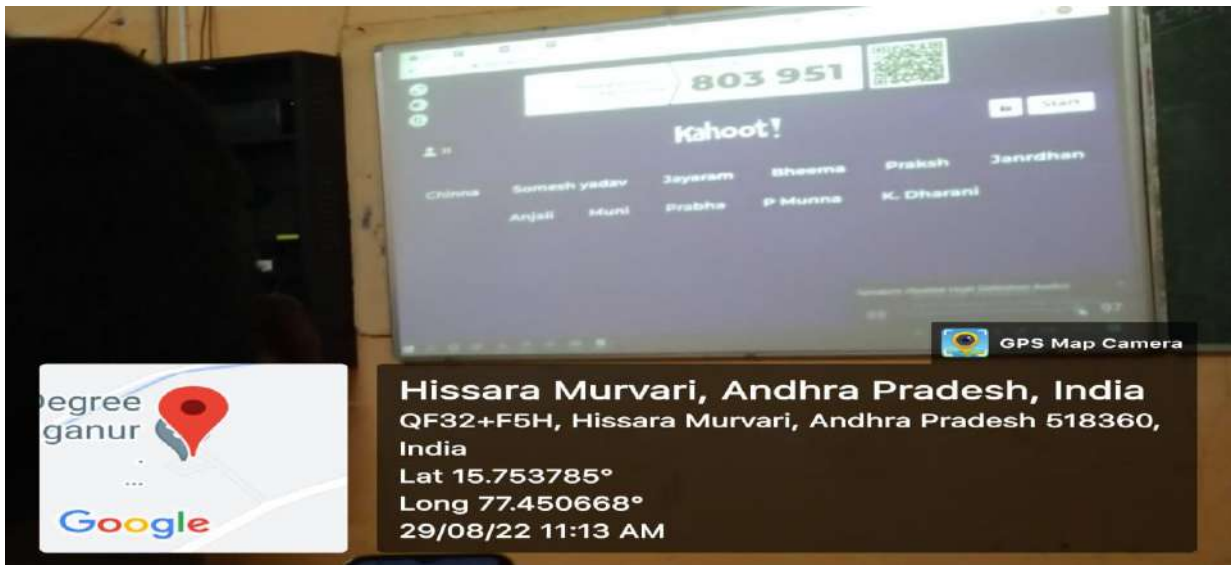 803 951
Kahoot!
Start
Chinna Somesh yadav Jayaram Bheema Praksh Janrdhan
Anjali Muni Prabha P Munna K. Dharani
97
GPS Map Camera
egree
ganur
Google
Hissara Murvari, Andhra Pradesh, India
QF32+F5H, Hissara Murvari, Andhra Pradesh 518360,
India
Lat 15.753785°
Long 77.450668°
29/08/22 11:13 AM